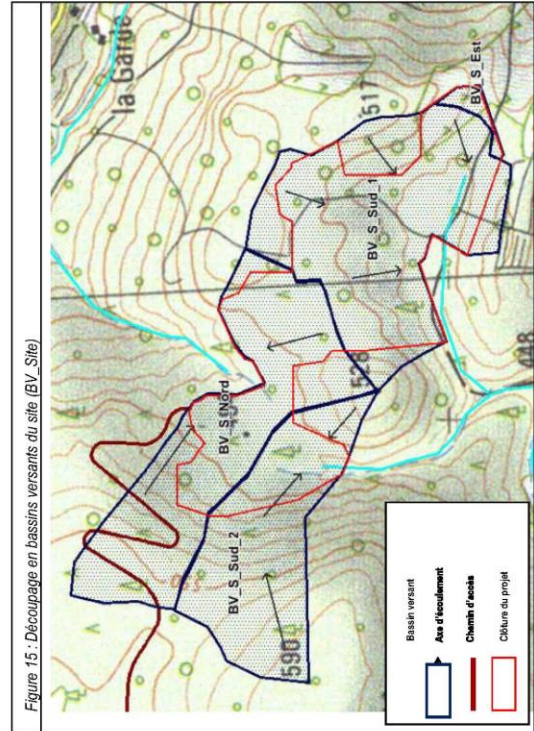 Figure 15 : Découpage en bassins versants du site (BV_Site)
la Garde
517
BV_S_Est
BV_S_Sud_1
BV_S_Nord
528
448
BV_S_Sud_2
590
Bassin versant
Axe d'écoulement
Chemin d'accès
Clôture du projet